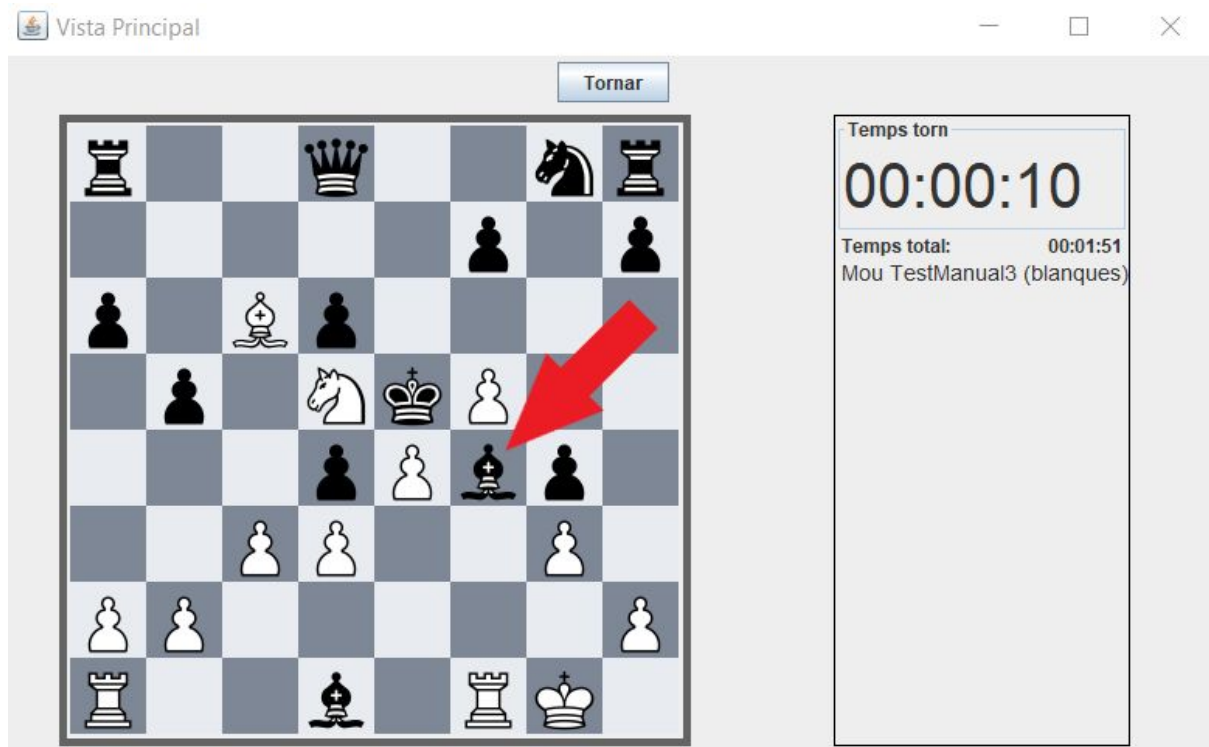 Vista Principal
Tornar
Temps torn
00:00:10
Temps total: 00:01:51
Mou TestManual3 (blanques)